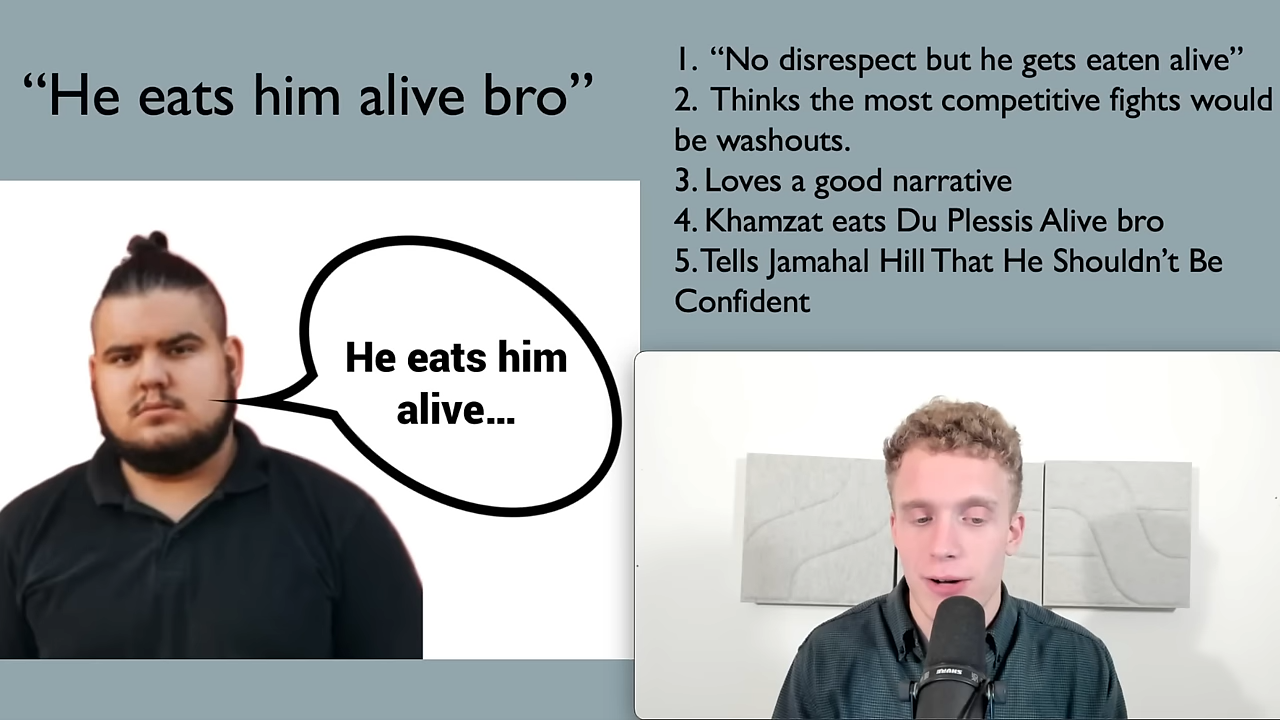 “He eats him alive bro”
He eats him
alive...
1. “No disrespect but he gets eaten alive”
2. Thinks the most competitive fights would
be washouts.
3. Loves a good narrative
4. Khamzat eats Du Plessis Alive bro
5. Tells Jamahal Hill That He Shouldn’t Be
Confident
SHURE